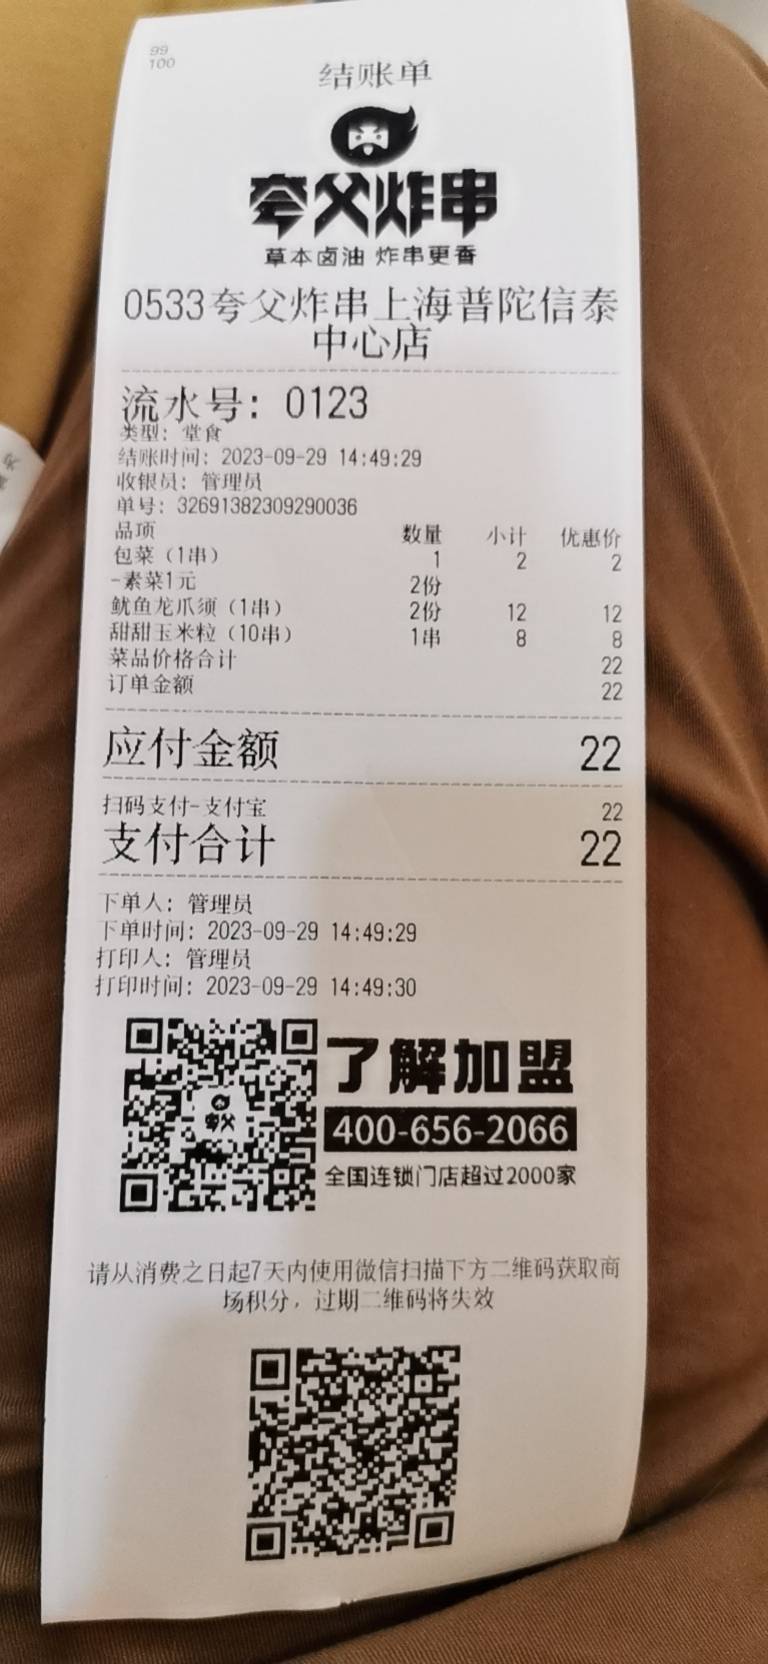 99
100
结账单
夸父炸串
草本卤油 炸串更香
0533夸父炸串上海普陀信泰
中心店
流水号: 0123
类型: 堂食
结账时间: 2023-09-29 14:49:29
收银员: 管理员
单号: 32691382309290036
品项 数量 小计 优惠价
包菜（1串） 1 2 2
-素菜1元 2份
鱿鱼龙爪须（1串） 2份 12 12
甜甜玉米粒（10串） 1串 8 8
菜品价格合计 22
订单金额 22
应付金额 22
扫码支付-支付宝 22
支付合计 22
下单人: 管理员
下单时间: 2023-09-29 14:49:29
打印人: 管理员
打印时间: 2023-09-29 14:49:30
夸父
了解加盟
400-656-2066
全国连锁门店超过2000家
请从消费之日起7天内使用微信扫描下方二维码获取商
场积分，过期二维码将失效